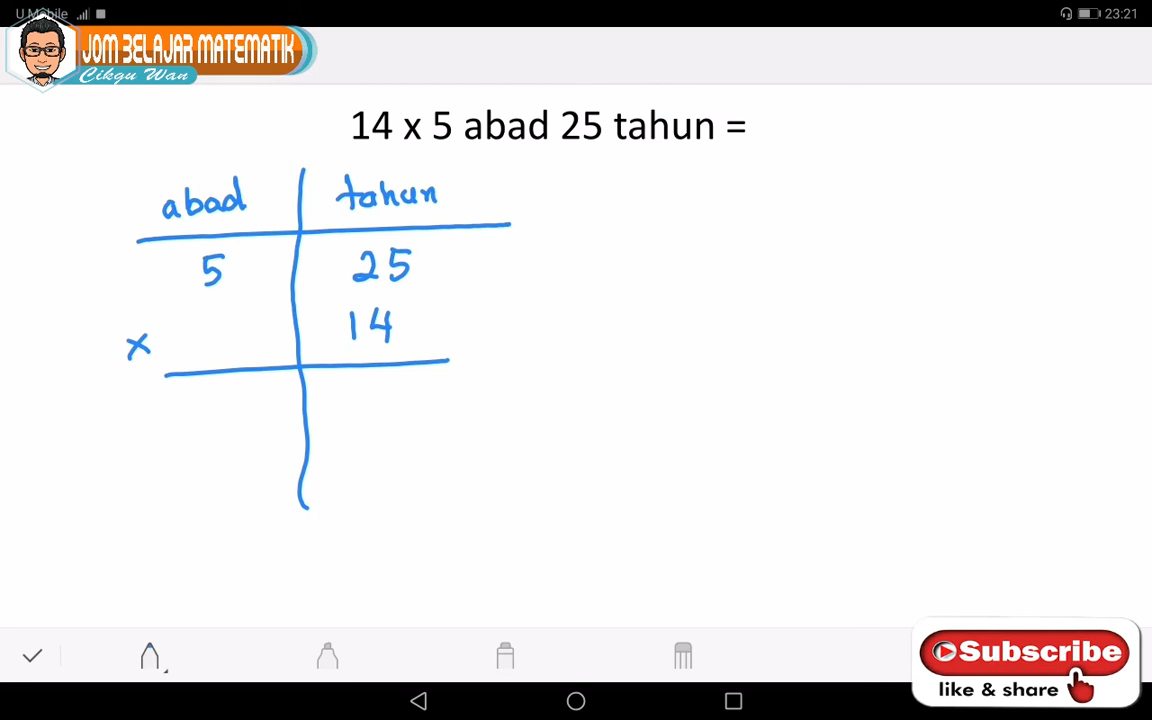 U Mobile 23:21
JOM BELAJAR MATEMATIK
Cikgu Wan
14 x 5 abad 25 tahun =
abad tahun
5 25
14
x
Subscribe
like & share